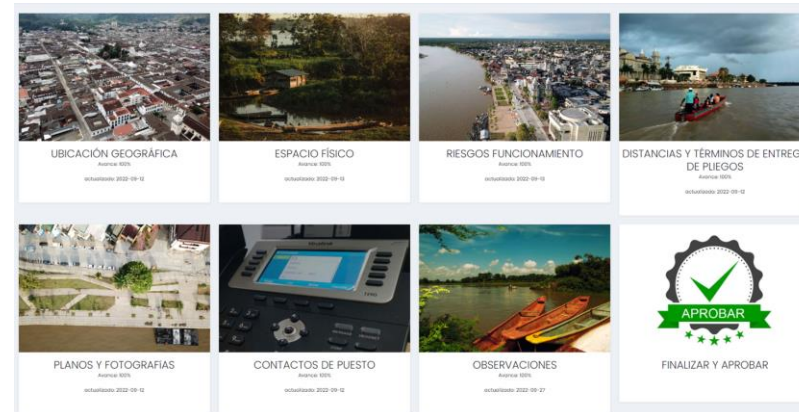 UBICACIÓN GEOGRÁFICA
Avance: 100%
actualizado: 2022-09-12
ESPACIO FÍSICO
Avance: 100%
actualizado: 2022-09-13
RIESGOS FUNCIONAMIENTO
Avance: 100%
actualizado: 2022-09-13
DISTANCIAS Y TÉRMINOS DE ENTREG
DE PLIEGOS
Avance: 100%
actualizado: 2022-09-12
PLANOS Y FOTOGRAFÍAS
Avance: 100%
actualizado: 2022-09-12
CONTACTOS DE PUESTO
Avance: 100%
actualizado: 2022-09-12
OBSERVACIONES
Avance: 100%
actualizado: 2022-09-27
APROBAR
FINALIZAR Y APROBAR